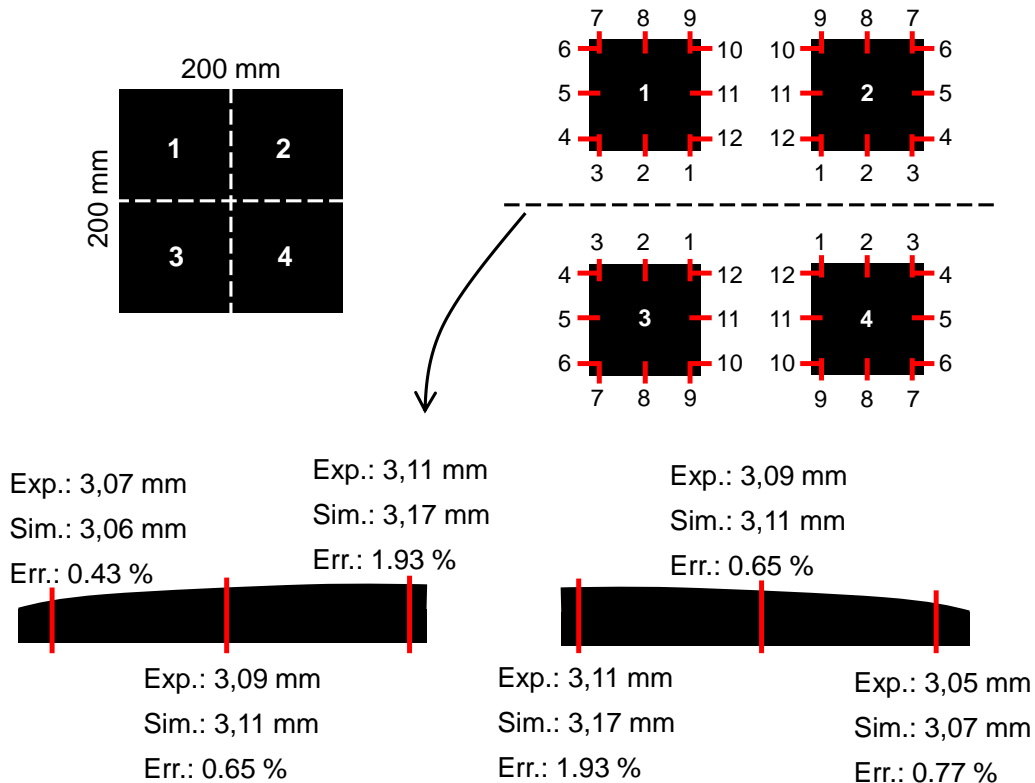 200 mm
200 mm
1 2
3 4
7 8 9
6 10
5 1 11
4 12
3 2 1
9 8 7
10 6
11 2 5
12 4
1 2 3
3 2 1
4 12
5 3 11
6 10
7 8 9
1 2 3
12 4
11 4 5
10 6
9 8 7
Exp.: 3,07 mm
Sim.: 3,06 mm
Err.: 0.43 %
Exp.: 3,11 mm
Sim.: 3,17 mm
Err.: 1.93 %
Exp.: 3,09 mm
Sim.: 3,11 mm
Err.: 0.65 %
Exp.: 3,09 mm
Sim.: 3,11 mm
Err.: 0.65 %
Exp.: 3,11 mm
Sim.: 3,17 mm
Err.: 1.93 %
Exp.: 3,05 mm
Sim.: 3,07 mm
Err.: 0.77 %